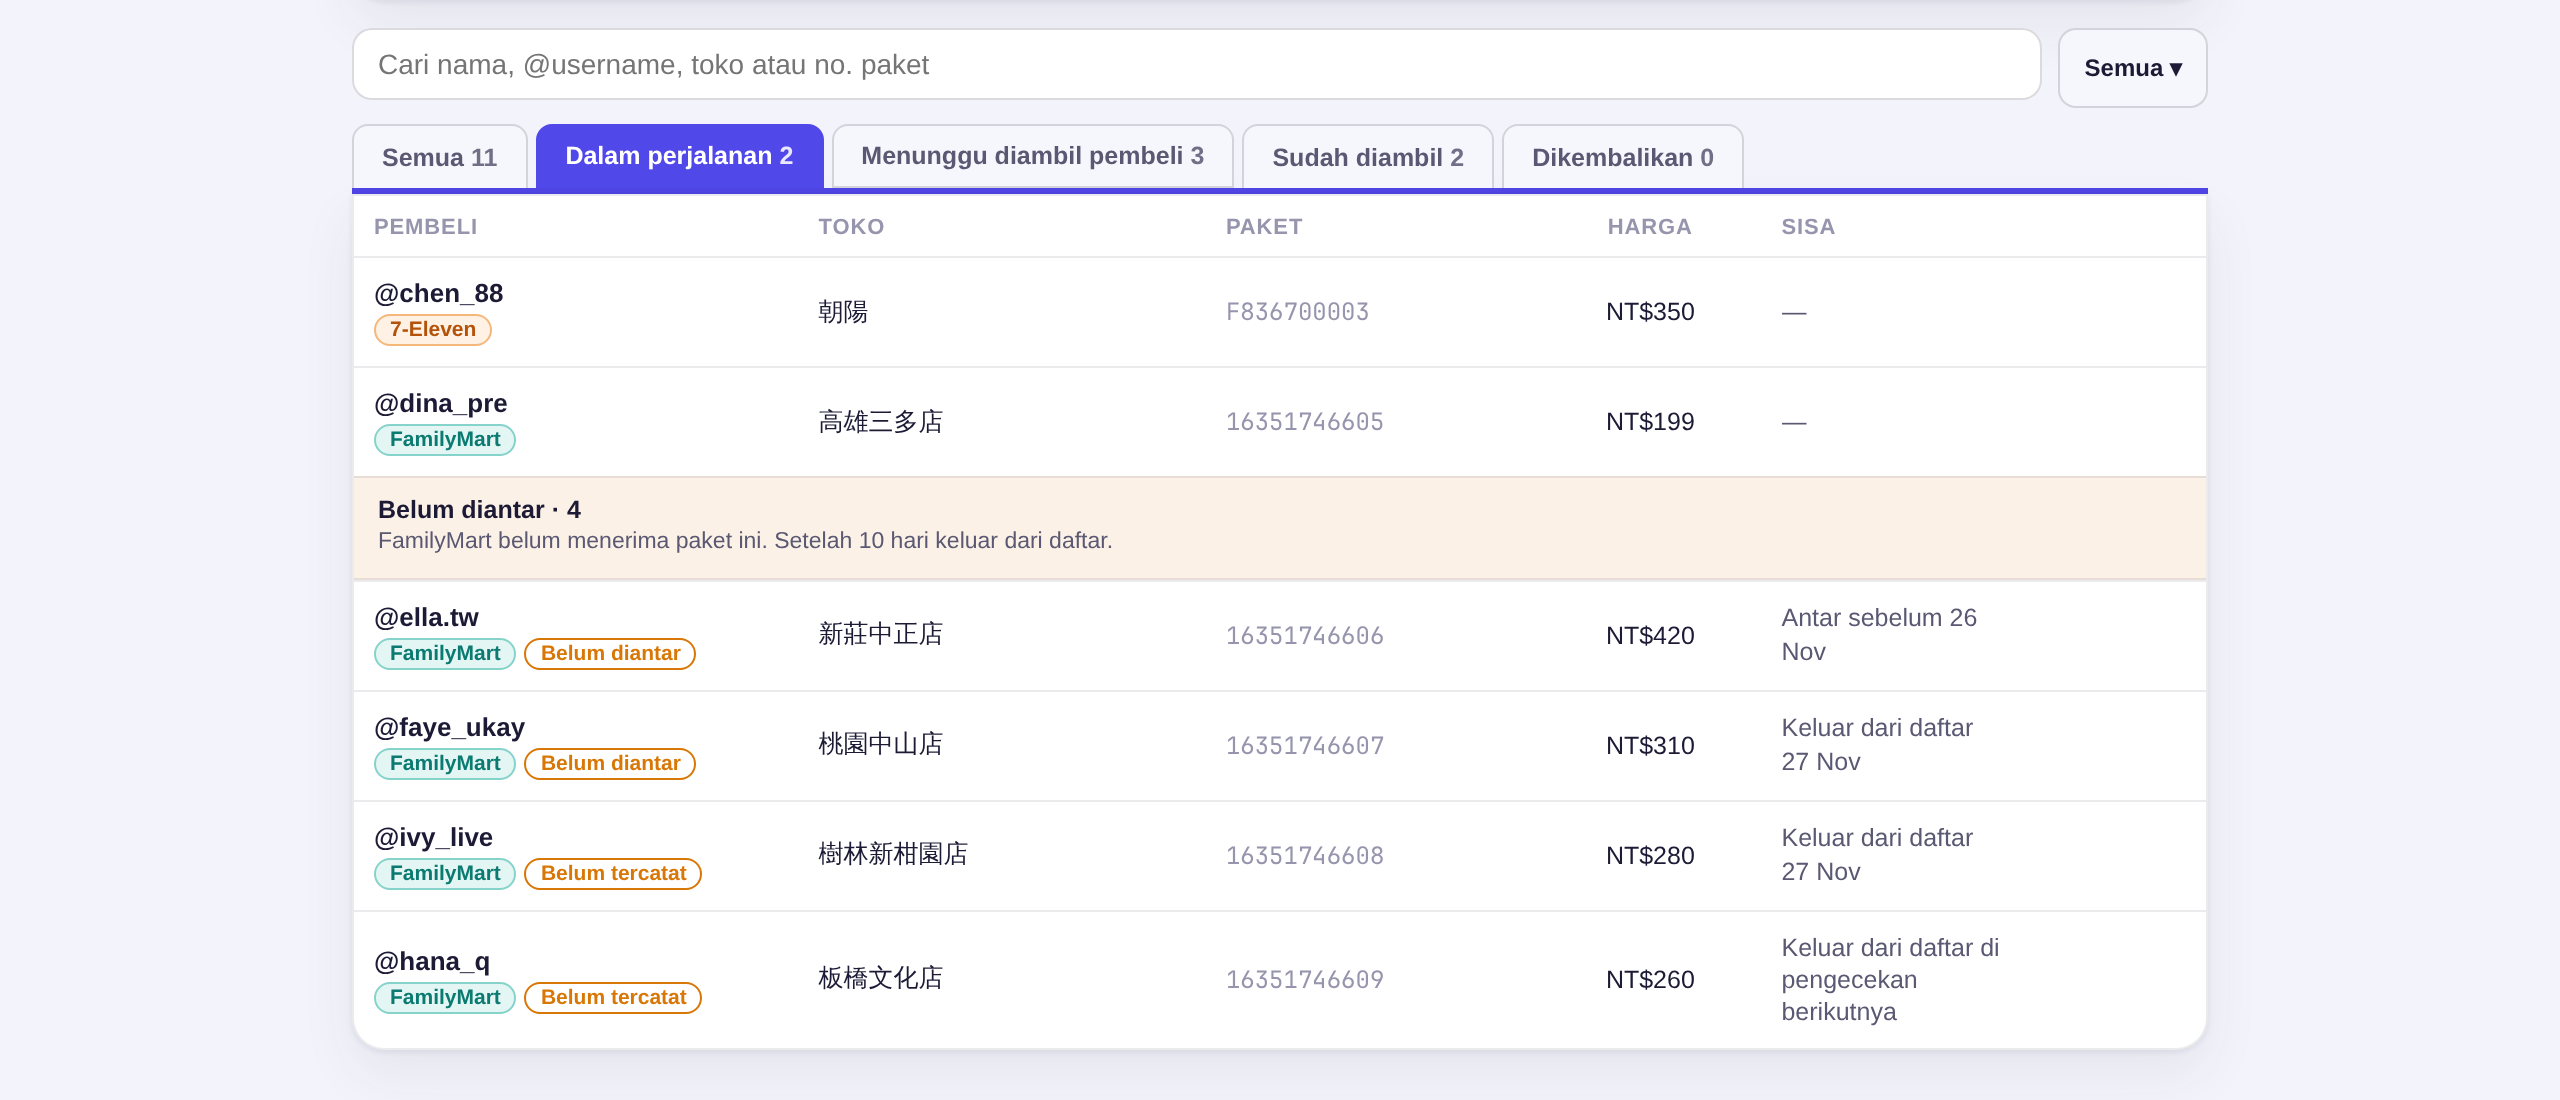 Cari nama, @username, toko atau no. paket
Semua ▾
Semua 11
Dalam perjalanan 2
Menunggu diambil pembeli 3
Sudah diambil 2
Dikembalikan 0
PEMBELI TOKO PAKET HARGA SISA
@chen_88
7-Eleven
朝陽
F836700003
NT$350
—
@dina_pre
FamilyMart
高雄三多店
16351746605
NT$199
—
Belum diantar · 4
FamilyMart belum menerima paket ini. Setelah 10 hari keluar dari daftar.
@ella.tw
FamilyMart Belum diantar
新莊中正店
16351746606
NT$420
Antar sebelum 26
Nov
@faye_ukay
FamilyMart Belum diantar
桃園中山店
16351746607
NT$310
Keluar dari daftar
27 Nov
@ivy_live
FamilyMart Belum tercatat
樹林新柑園店
16351746608
NT$280
Keluar dari daftar
27 Nov
@hana_q
FamilyMart Belum tercatat
板橋文化店
16351746609
NT$260
Keluar dari daftar di
pengecekan
berikutnya